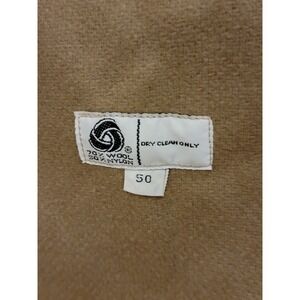 ®
70% WOOL
30% NYLON
DRY CLEAN ONLY
50